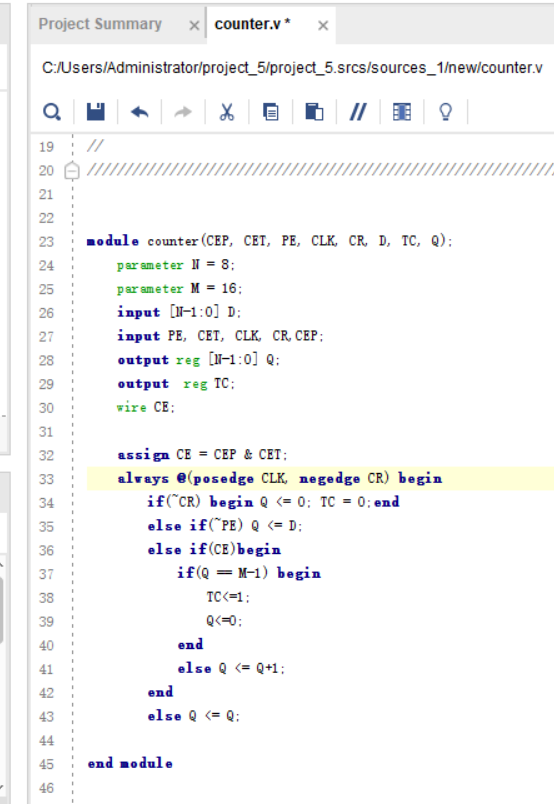 Project Summary × counter.v * ×
C:/Users/Administrator/project_5/project_5.srcs/sources_1/new/counter.v
19 //
20 ////////////////////////////////////////////////////////////////
21
22
23 module counter(CEP, CET, PE, CLK, CR, D, TC, Q);
24 parameter N = 8;
25 parameter M = 16;
26 input [N-1:0] D;
27 input PE, CET, CLK, CR,CEP;
28 output reg [N-1:0] Q;
29 output  reg TC;
30 wire CE;
31
32 assign CE = CEP & CET;
33 always @(posedge CLK, negedge CR) begin
34 if(~CR) begin Q <= 0; TC = 0;end
35 else if(~PE) Q <= D;
36 else if(CE)begin
37 if(Q == M-1) begin
38 TC<=1;
39 Q<=0;
40 end
41 else Q <= Q+1;
42 end
43 else Q <= Q;
44
45 end module
46